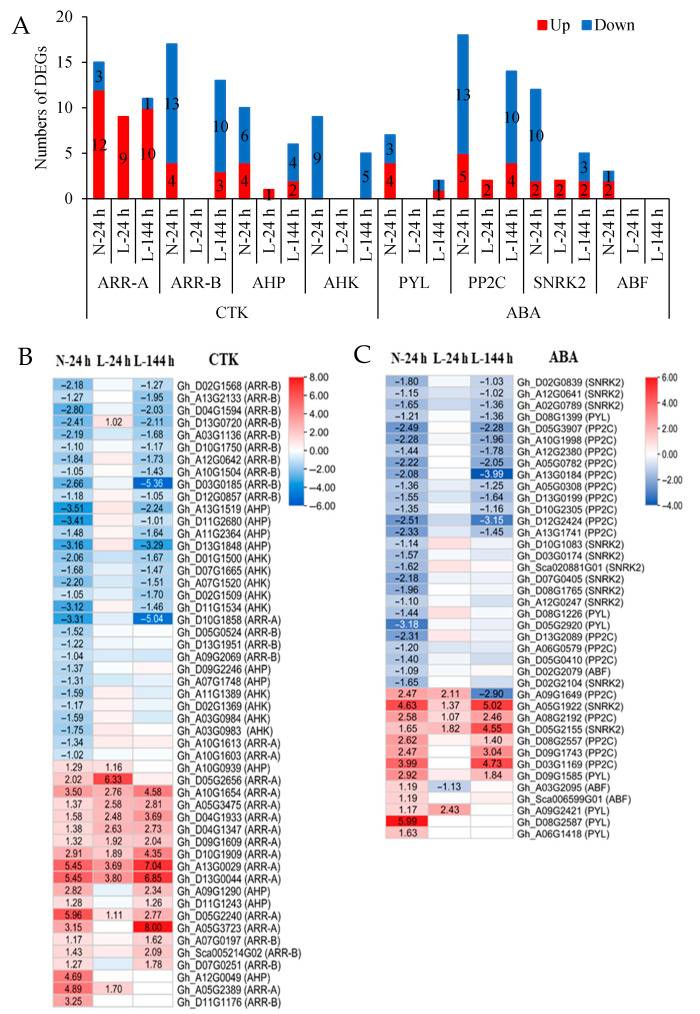 A
Numbers of DEGs
Up Down
20
15
10
5
0
3 12 9 1 10 13 4 10 3 6 4 1 4 2 9 5 3 4 1 13 5 2 10 4 10 2 2 3 2 1 2
N-24 h L-24 h L-144 h N-24 h L-24 h L-144 h N-24 h L-24 h L-144 h N-24 h L-24 h L-144 h N-24 h L-24 h L-144 h N-24 h L-24 h L-144 h N-24 h L-24 h L-144 h N-24 h L-24 h L-144 h
ARR-A ARR-B AHP AHK PYL PP2C SNRK2 ABF
CTK ABA
B
N-24 h L-24 h L-144 h CTK
−2.18 −1.27 Gh_D02G1568 (ARR-B)
−1.27 −1.95 Gh_A13G2133 (ARR-B)
−2.80 −2.03 Gh_D04G1594 (ARR-B)
−2.41 1.02 −2.11 Gh_D13G0720 (ARR-B)
−2.19 −1.68 Gh_A03G1136 (ARR-B)
−1.10 −1.17 Gh_D10G1750 (ARR-B)
−1.84 −1.73 Gh_A12G0642 (ARR-B)
−1.05 −1.43 Gh_A10G1504 (ARR-B)
−2.66 −5.36 Gh_D03G0185 (ARR-B)
−1.18 −1.05 Gh_D12G0857 (ARR-B)
−3.51 −2.24 Gh_A13G1519 (AHP)
−3.41 −1.01 Gh_D11G2680 (AHP)
−1.48 −1.64 Gh_A11G2364 (AHP)
−3.16 −3.29 Gh_D13G1848 (AHP)
−2.06 −1.67 Gh_D01G1500 (AHK)
−1.68 −1.47 Gh_D07G1665 (AHK)
−2.20 −1.51 Gh_A07G1520 (AHK)
−1.02 −1.70 Gh_D02G1509 (AHK)
−3.12 −1.46 Gh_D11G1534 (AHK)
−3.31 −5.04 Gh_D10G1858 (ARR-A)
−1.52 Gh_D05G0524 (ARR-B)
−1.22 Gh_D13G1951 (ARR-B)
−1.04 Gh_A09G2069 (ARR-B)
−1.37 Gh_D09G2246 (AHP)
−1.31 Gh_A07G1748 (AHP)
−1.59 Gh_A11G1389 (AHK)
−1.17 Gh_D02G1369 (AHK)
−1.59 Gh_A03G0984 (AHK)
−1.75 Gh_A03G0983 (AHK)
−1.34 Gh_A10G1613 (ARR-A)
−1.02 Gh_A10G1603 (ARR-A)
1.29 1.16 Gh_A10G0939 (AHP)
2.02 6.33 Gh_D05G2656 (ARR-A)
3.50 2.76 4.58 Gh_A10G1654 (ARR-A)
1.37 2.58 2.81 Gh_A05G3475 (ARR-A)
1.58 2.48 3.69 Gh_D04G1933 (ARR-A)
1.38 2.63 2.73 Gh_D04G1347 (ARR-A)
1.32 1.92 2.04 Gh_D09G1609 (ARR-A)
2.91 1.89 4.35 Gh_D10G1909 (ARR-A)
5.45 3.69 7.04 Gh_A13G0029 (ARR-A)
5.45 3.80 6.85 Gh_D13G0044 (ARR-A)
2.82 2.34 Gh_A09G1290 (AHP)
1.28 1.26 Gh_D11G1243 (AHP)
5.96 1.11 2.77 Gh_D05G2240 (ARR-A)
3.15 8.00 Gh_A05G3723 (ARR-A)
1.17 1.62 Gh_A07G0197 (ARR-B)
1.43 2.09 Gh_Sca005214G02 (ARR-B)
1.27 1.78 Gh_D07G0251 (ARR-B)
4.69 Gh_A12G0049 (AHP)
4.89 1.70 Gh_A05G2389 (ARR-A)
3.25 Gh_D11G1176 (ARR-B)
8.00
6.00
4.00
2.00
0.00
−2.00
−4.00
−6.00
C
N-24 h L-24 h L-144 h ABA
−1.80 −1.03 Gh_D02G0839 (SNRK2)
−1.15 −1.02 Gh_A12G0641 (SNRK2)
−1.65 −1.36 Gh_A02G0789 (SNRK2)
−1.21 −1.36 Gh_D08G1399 (PYL)
−2.49 −2.28 Gh_D05G3907 (PP2C)
−2.28 −1.96 Gh_A10G1998 (PP2C)
−1.44 −1.78 Gh_A12G2380 (PP2C)
−2.22 −2.05 Gh_A05G0782 (PP2C)
−2.08 −3.99 Gh_A13G0184 (PP2C)
−1.36 −1.25 Gh_A05G0308 (PP2C)
−1.55 −1.64 Gh_D13G0199 (PP2C)
−1.35 −1.16 Gh_D10G2305 (PP2C)
−2.51 −3.15 Gh_D12G2424 (PP2C)
−2.33 −1.45 Gh_A13G1741 (PP2C)
−1.14 Gh_D10G1083 (SNRK2)
−1.57 Gh_D03G0174 (SNRK2)
−1.62 Gh_Sca020881G01 (SNRK2)
−2.18 Gh_D07G0405 (SNRK2)
−1.96 Gh_D08G1765 (SNRK2)
−1.10 Gh_A12G0247 (SNRK2)
−1.44 Gh_D08G1226 (PYL)
−3.18 Gh_D05G2920 (PYL)
−2.31 Gh_D13G2089 (PP2C)
−1.20 Gh_A06G0579 (PP2C)
−1.40 Gh_D05G0410 (PP2C)
−1.09 Gh_D02G2079 (ABF)
−1.65 Gh_D02G2104 (SNRK2)
2.47 2.11 −2.90 Gh_A09G1649 (PP2C)
4.63 1.37 5.02 Gh_A05G1922 (SNRK2)
2.58 1.07 2.46 Gh_A08G2192 (PP2C)
1.65 1.82 4.55 Gh_D05G2155 (SNRK2)
2.62 1.40 Gh_D08G2557 (PP2C)
2.47 3.04 Gh_D09G1743 (PP2C)
3.99 4.73 Gh_D03G1169 (PP2C)
2.92 1.84 Gh_D09G1585 (PYL)
1.19 −1.13 Gh_A03G2095 (ABF)
1.19 Gh_Sca006599G01 (ABF)
1.17 2.43 Gh_A09G2421 (PYL)
5.99 Gh_D08G2587 (PYL)
1.63 Gh_A06G1418 (PYL)
6.00
4.00
2.00
0.00
−2.00
−4.00